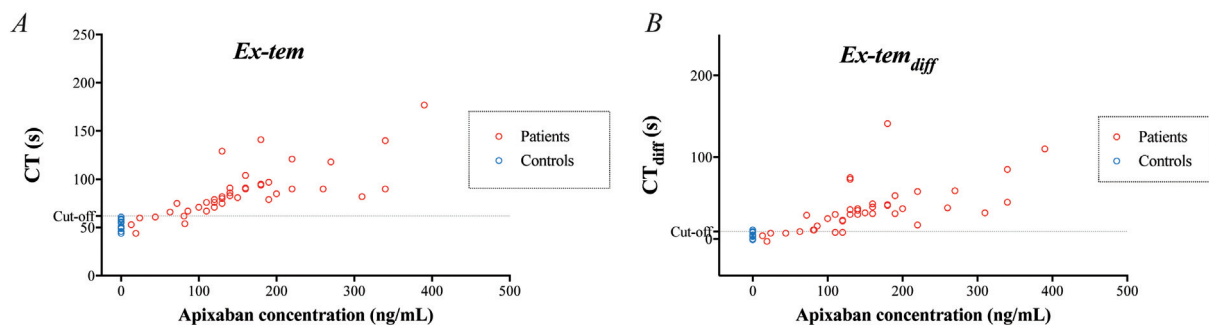 A
Ex-tem
CT (s)
250
200
150
100
Cut-off
50
0
0 100 200 300 400 500
Apixaban concentration (ng/mL)
Patients
Controls
B
Ex-tem diff
CT diff (s)
200
100
Cut-off
0
0 100 200 300 400 500
Apixaban concentration (ng/mL)
Patients
Controls